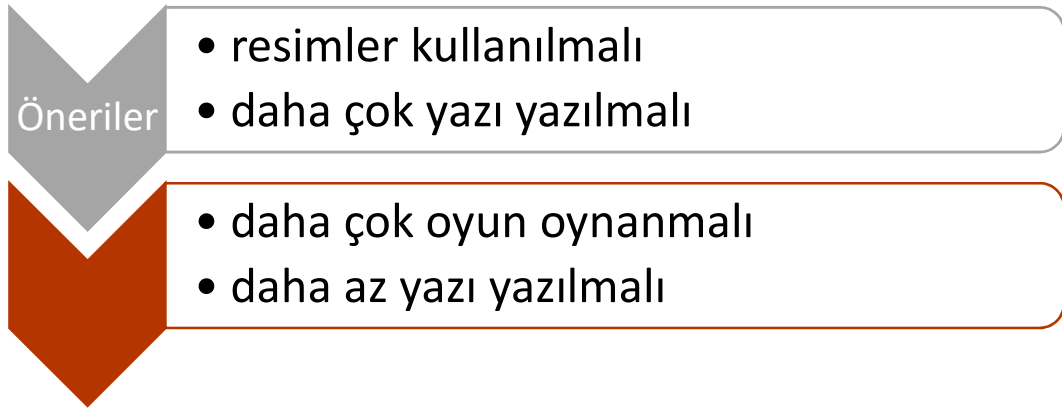 Öneriler
• resimler kullanılmalı
• daha çok yazı yazılmalı
• daha çok oyun oynanmalı
• daha az yazı yazılmalı